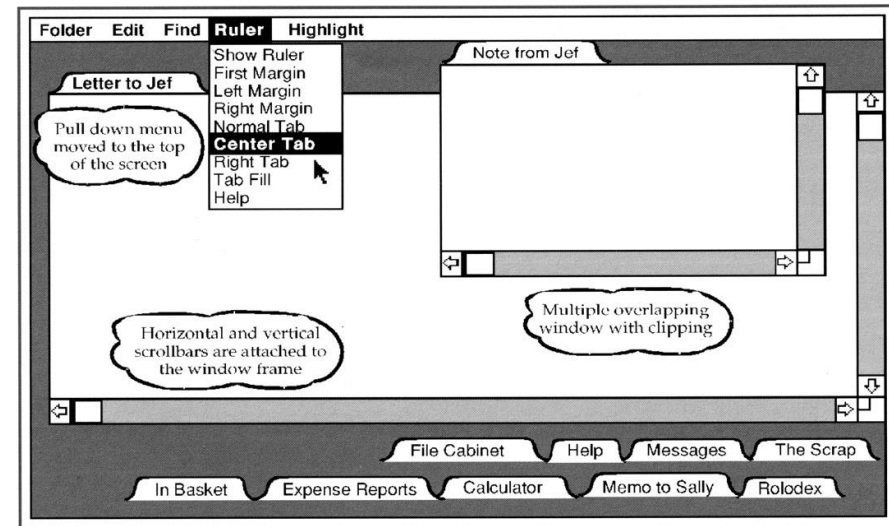 Folder Edit Find Ruler Highlight
Show Ruler
First Margin
Left Margin
Right Margin
Normal Tab
Center Tab
Right Tab
Tab Fill
Help
Note from Jef
Letter to Jef
Pull down menu
moved to the top
of the screen
Horizontal and vertical
scrollbars are attached to
the window frame
Multiple overlapping
window with clipping
File Cabinet Help Messages The Scrap
In Basket Expense Reports Calculator Memo to Sally Rolodex